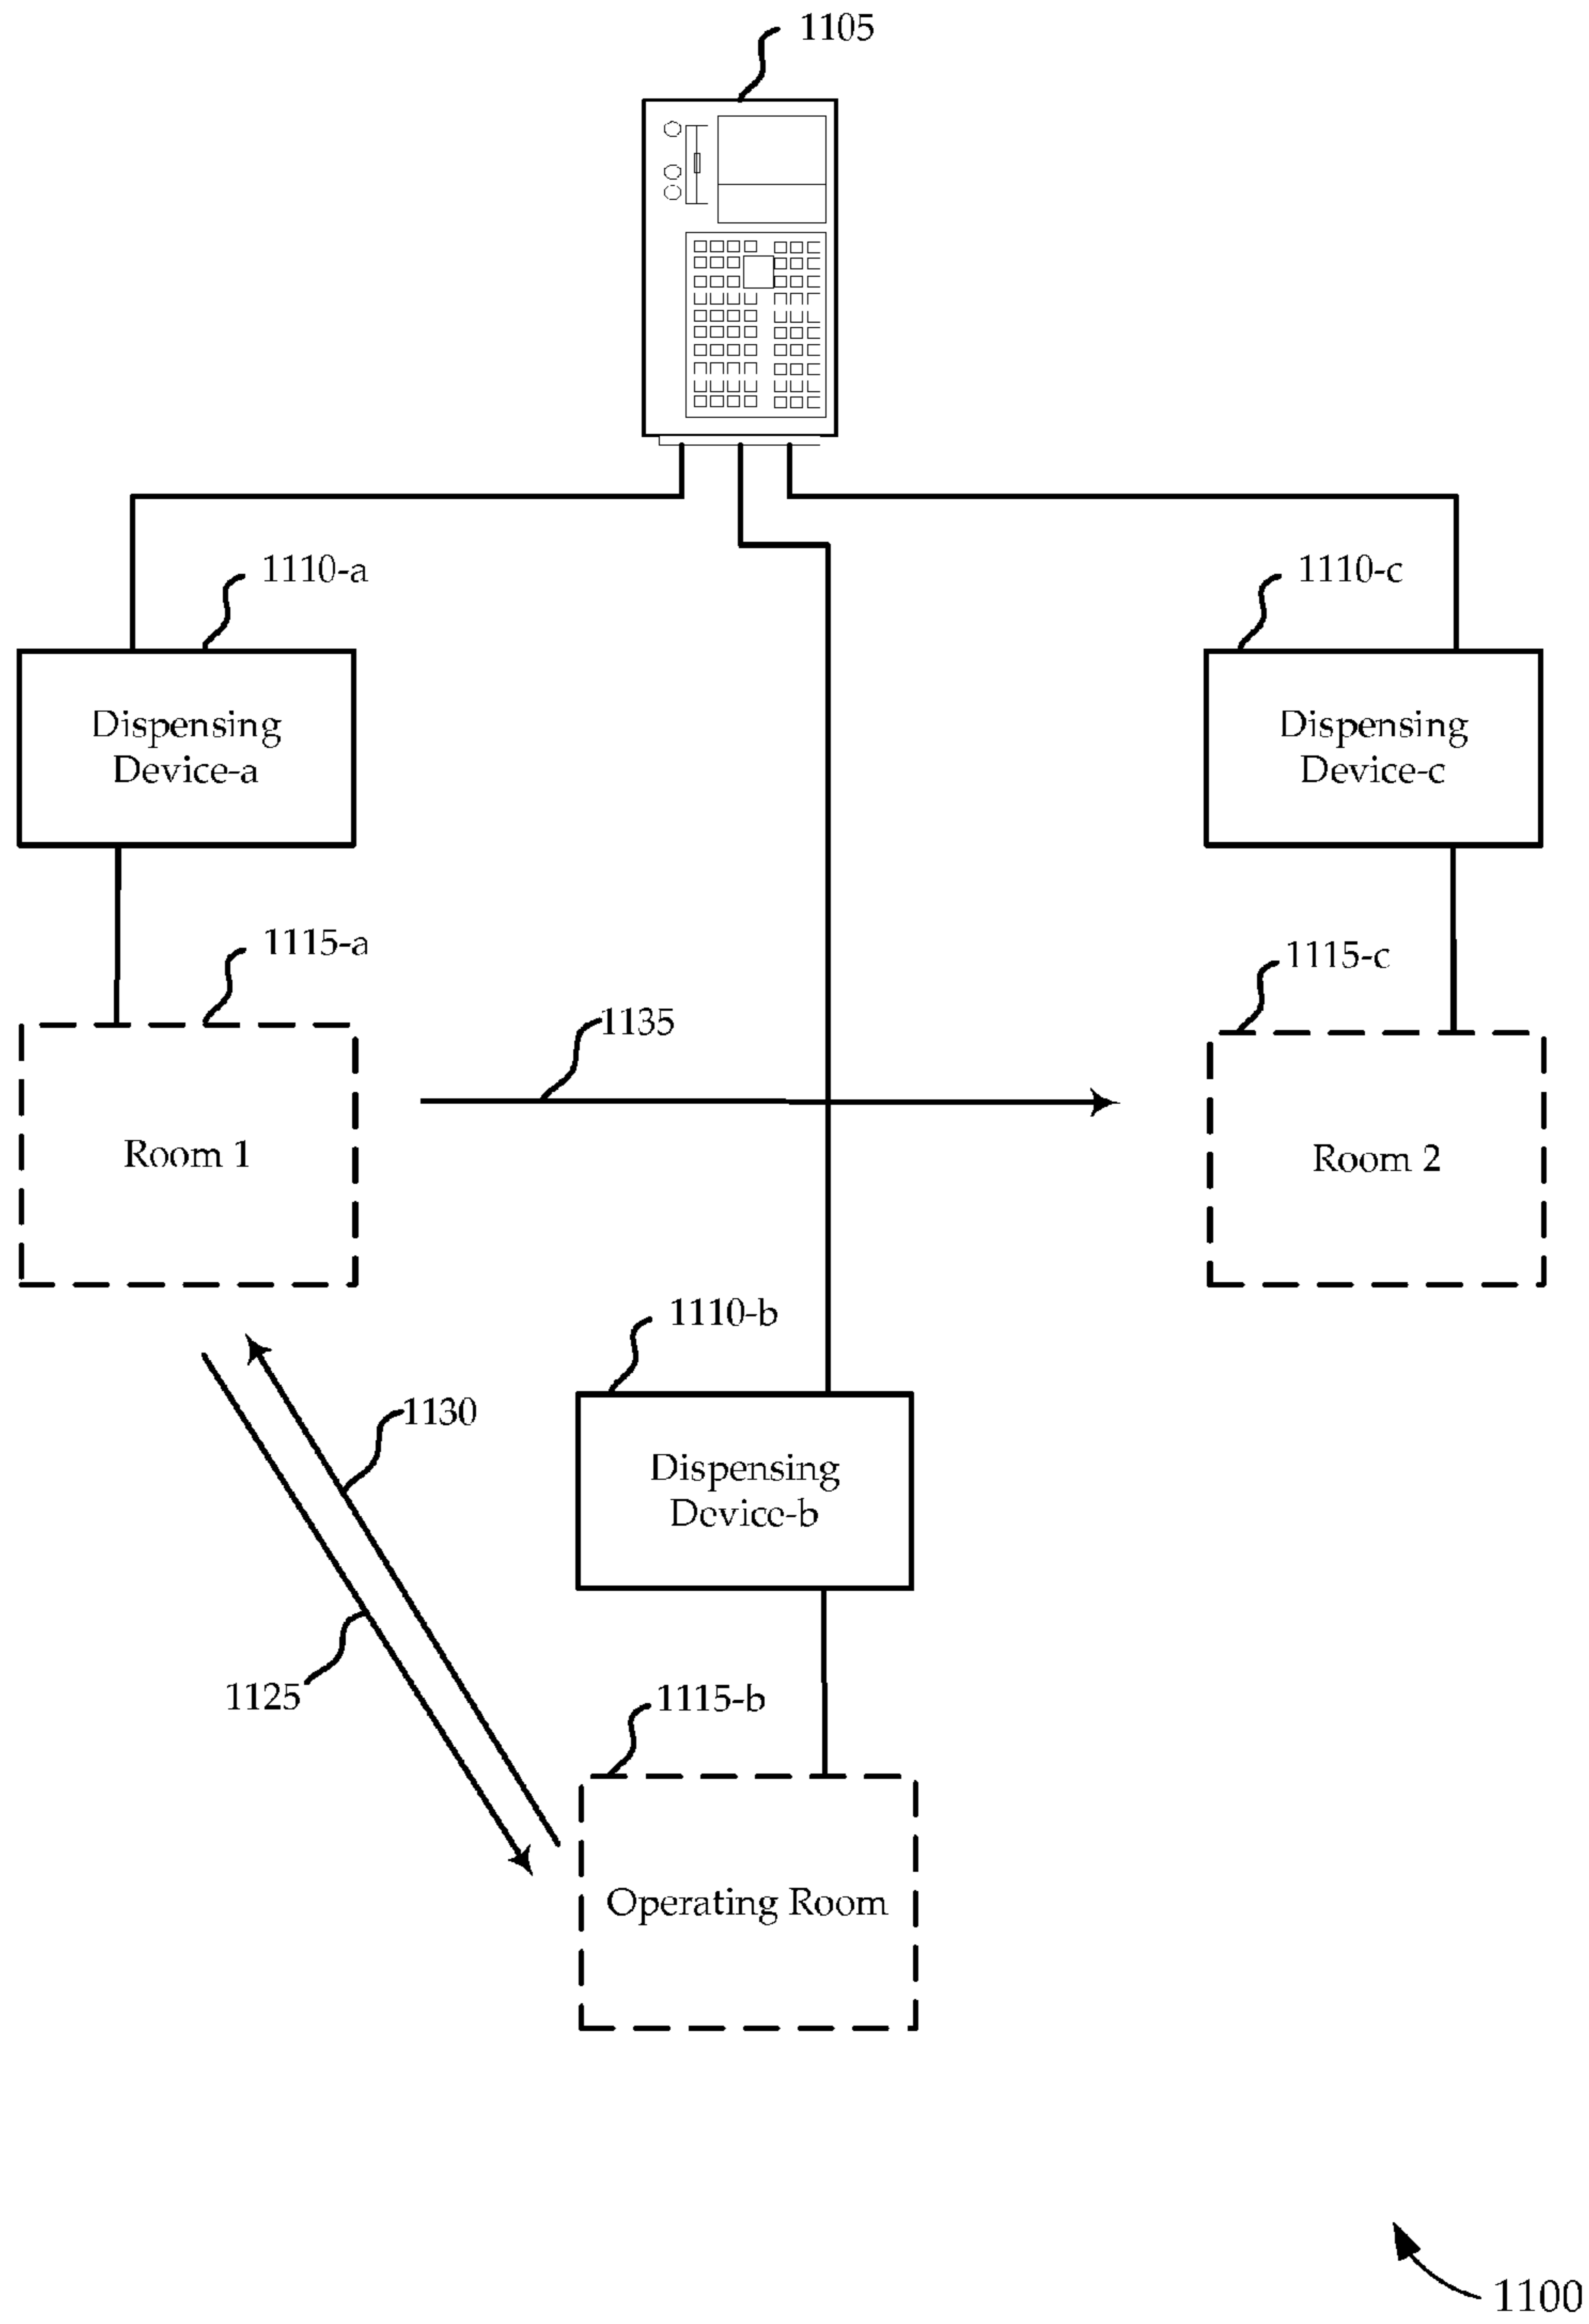 1105
1110-a
1110-c
Dispensing
Device-a
Dispensing
Device-c
1115-a
1115-c
1135
Room 1
Room 2
1110-b
1130
Dispensing
Device-b
1125
1115-b
Operating Room
1100